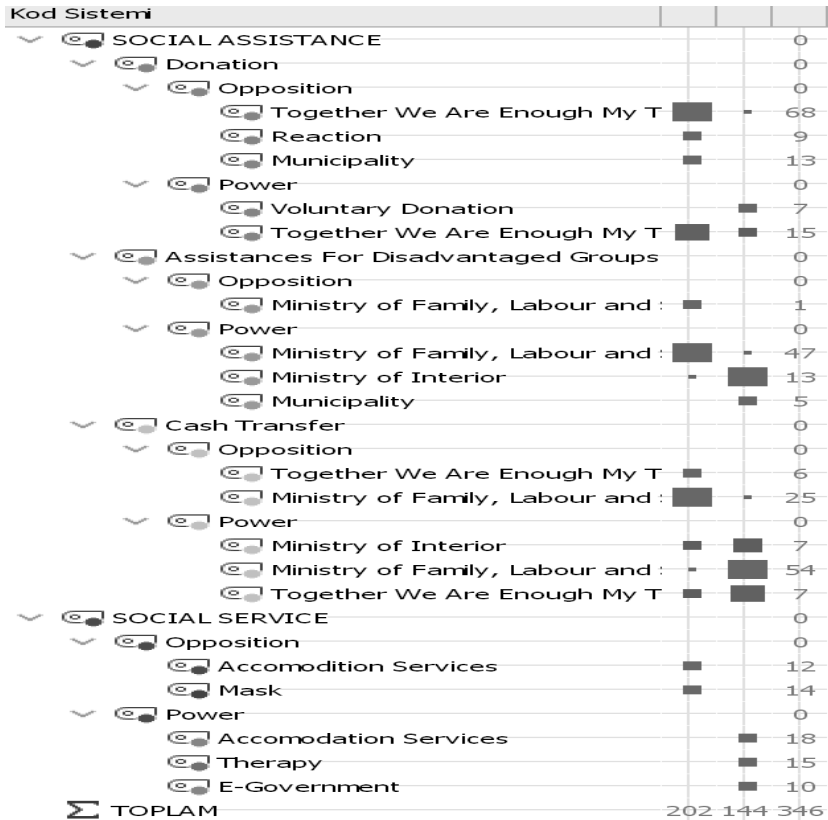 Kod Sistemi
SOCIAL ASSISTANCE 0
Donation 0
Opposition 0
Together We Are Enough My T 68
Reaction 9
Municipality 13
Power 0
Voluntary Donation 7
Together We Are Enough My T 15
Assistances For Disadvantaged Groups 0
Opposition 0
Ministry of Family, Labour and : 1
Power 0
Ministry of Family, Labour and : 47
Ministry of Interior 13
Municipality 5
Cash Transfer 0
Opposition 0
Together We Are Enough My T 6
Ministry of Family, Labour and : 25
Power 0
Ministry of Interior 7
Ministry of Family, Labour and : 54
Together We Are Enough My T 7
SOCIAL SERVICE 0
Opposition 0
Accomodition Services 12
Mask 14
Power 0
Accomodation Services 18
Therapy 15
E-Government 10
Σ TOPLAM 202 144 346